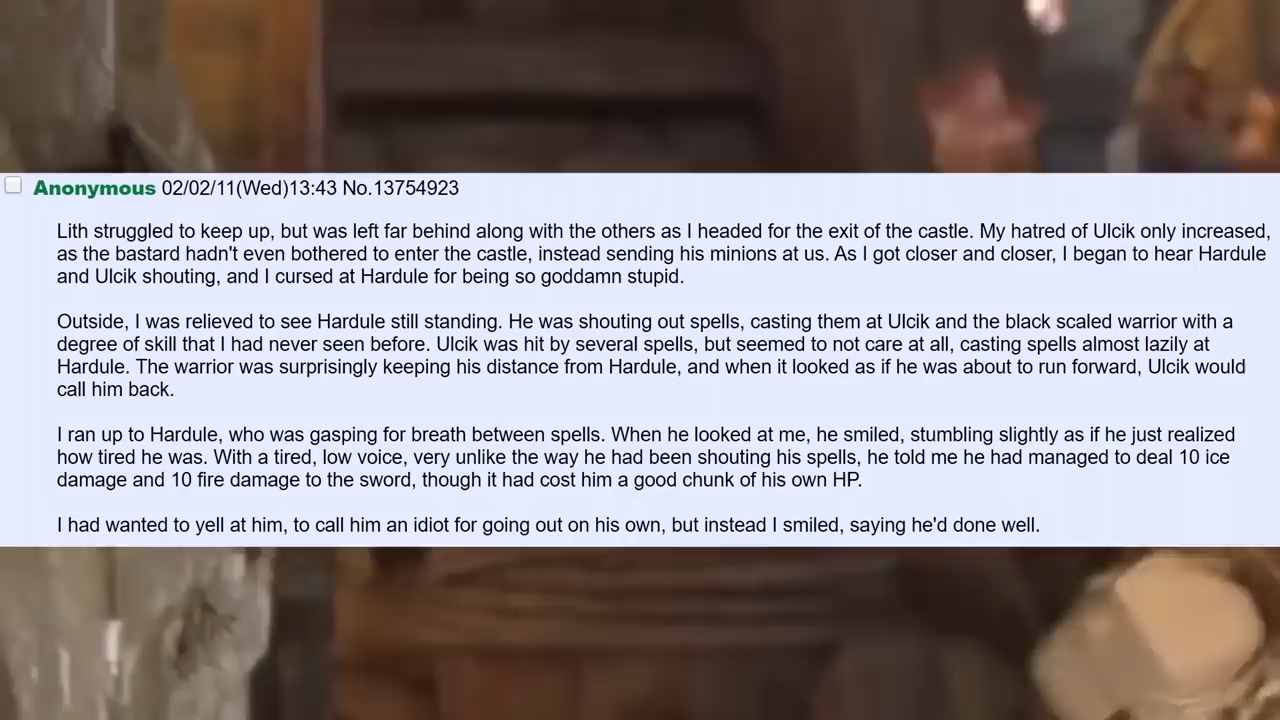 Anonymous 02/02/11(Wed)13:43 No.13754923
Lith struggled to keep up, but was left far behind along with the others as I headed for the exit of the castle. My hatred of Ulcik only increased,
as the bastard hadn't even bothered to enter the castle, instead sending his minions at us. As I got closer and closer, I began to hear Hardule
and Ulcik shouting, and I cursed at Hardule for being so goddamn stupid.
Outside, I was relieved to see Hardule still standing. He was shouting out spells, casting them at Ulcik and the black scaled warrior with a
degree of skill that I had never seen before. Ulcik was hit by several spells, but seemed to not care at all, casting spells almost lazily at
Hardule. The warrior was surprisingly keeping his distance from Hardule, and when it looked as if he was about to run forward, Ulcik would
call him back.
I ran up to Hardule, who was gasping for breath between spells. When he looked at me, he smiled, stumbling slightly as if he just realized
how tired he was. With a tired, low voice, very unlike the way he had been shouting his spells, he told me he had managed to deal 10 ice
damage and 10 fire damage to the sword, though it had cost him a good chunk of his own HP.
I had wanted to yell at him, to call him an idiot for going out on his own, but instead I smiled, saying he'd done well.